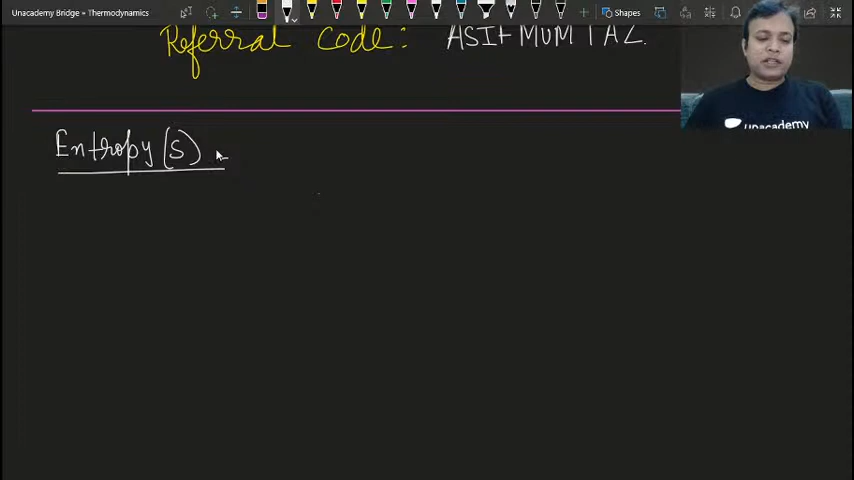 Unacademy Bridge - Thermodynamics
Shapes
Referral Code: ASIFMUMTAZ.
unacademy
Entropy(S)